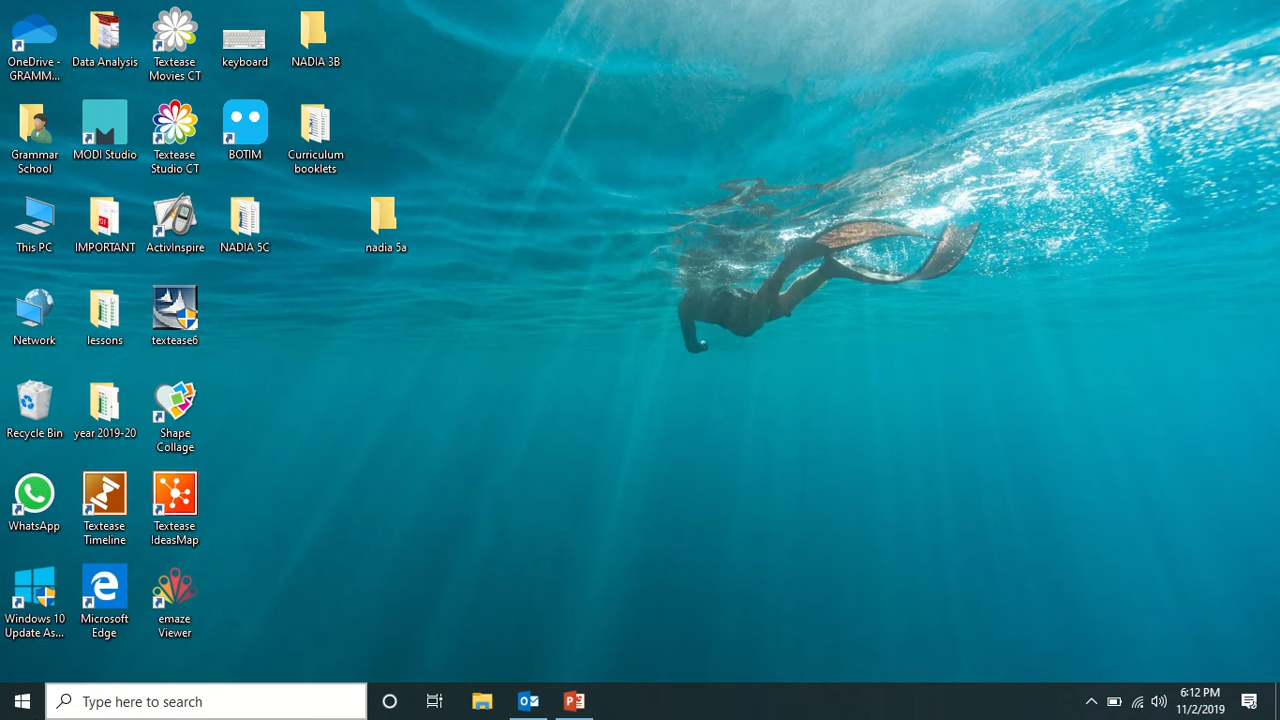 OneDrive -
GRAMM...
Data Analysis
Textease
Movies CT
keyboard
NADIA 3B
Grammar
School
MODI Studio
Textease
Studio CT
BOTIM
Curriculum
booklets
This PC
IMPORTANT
ActivInspire
NADIA 5C
nadia 5a
Network
lessons
textease6
Recycle Bin
year 2019-20
Shape
Collage
WhatsApp
Textease
Timeline
Textease
IdeasMap
Windows 10
Update As...
Microsoft
Edge
emaze
Viewer
Type here to search
6:12 PM
11/2/2019